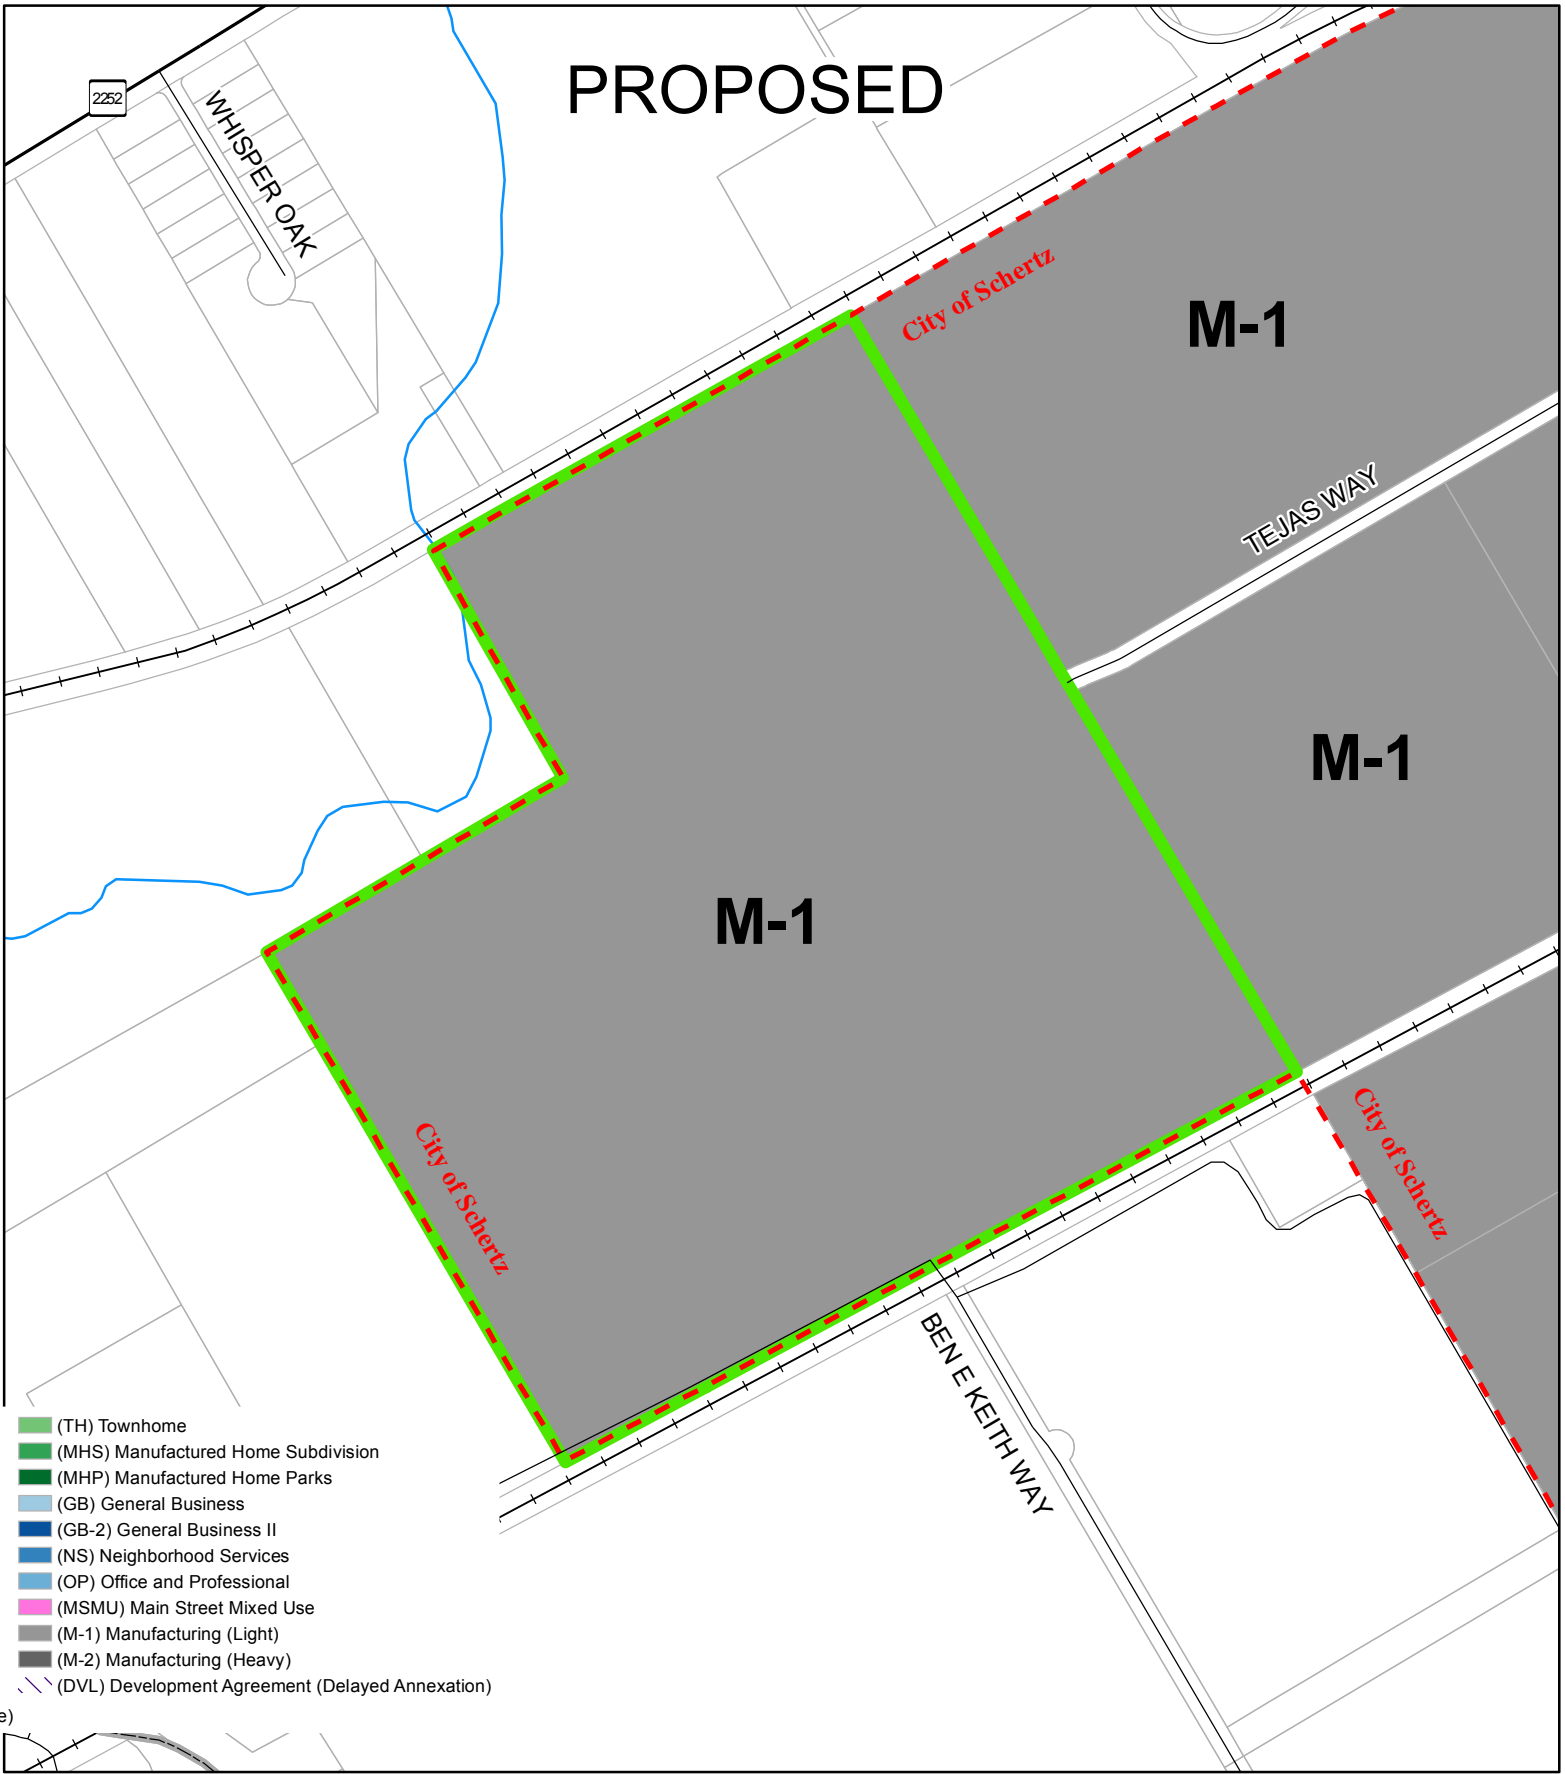 PROPOSED
2252
WHISPER OAK
City of Schertz
M-1
TEJAS WAY
M-1
M-1
City of Schertz
City of Schertz
BEN E KEITH WAY
(TH) Townhome
(MHS) Manufactured Home Subdivision
(MHP) Manufactured Home Parks
(GB) General Business
(GB-2) General Business II
(NS) Neighborhood Services
(OP) Office and Professional
(MSMU) Main Street Mixed Use
(M-1) Manufacturing (Light)
(M-2) Manufacturing (Heavy)
(DVL) Development Agreement (Delayed Annexation)
e)